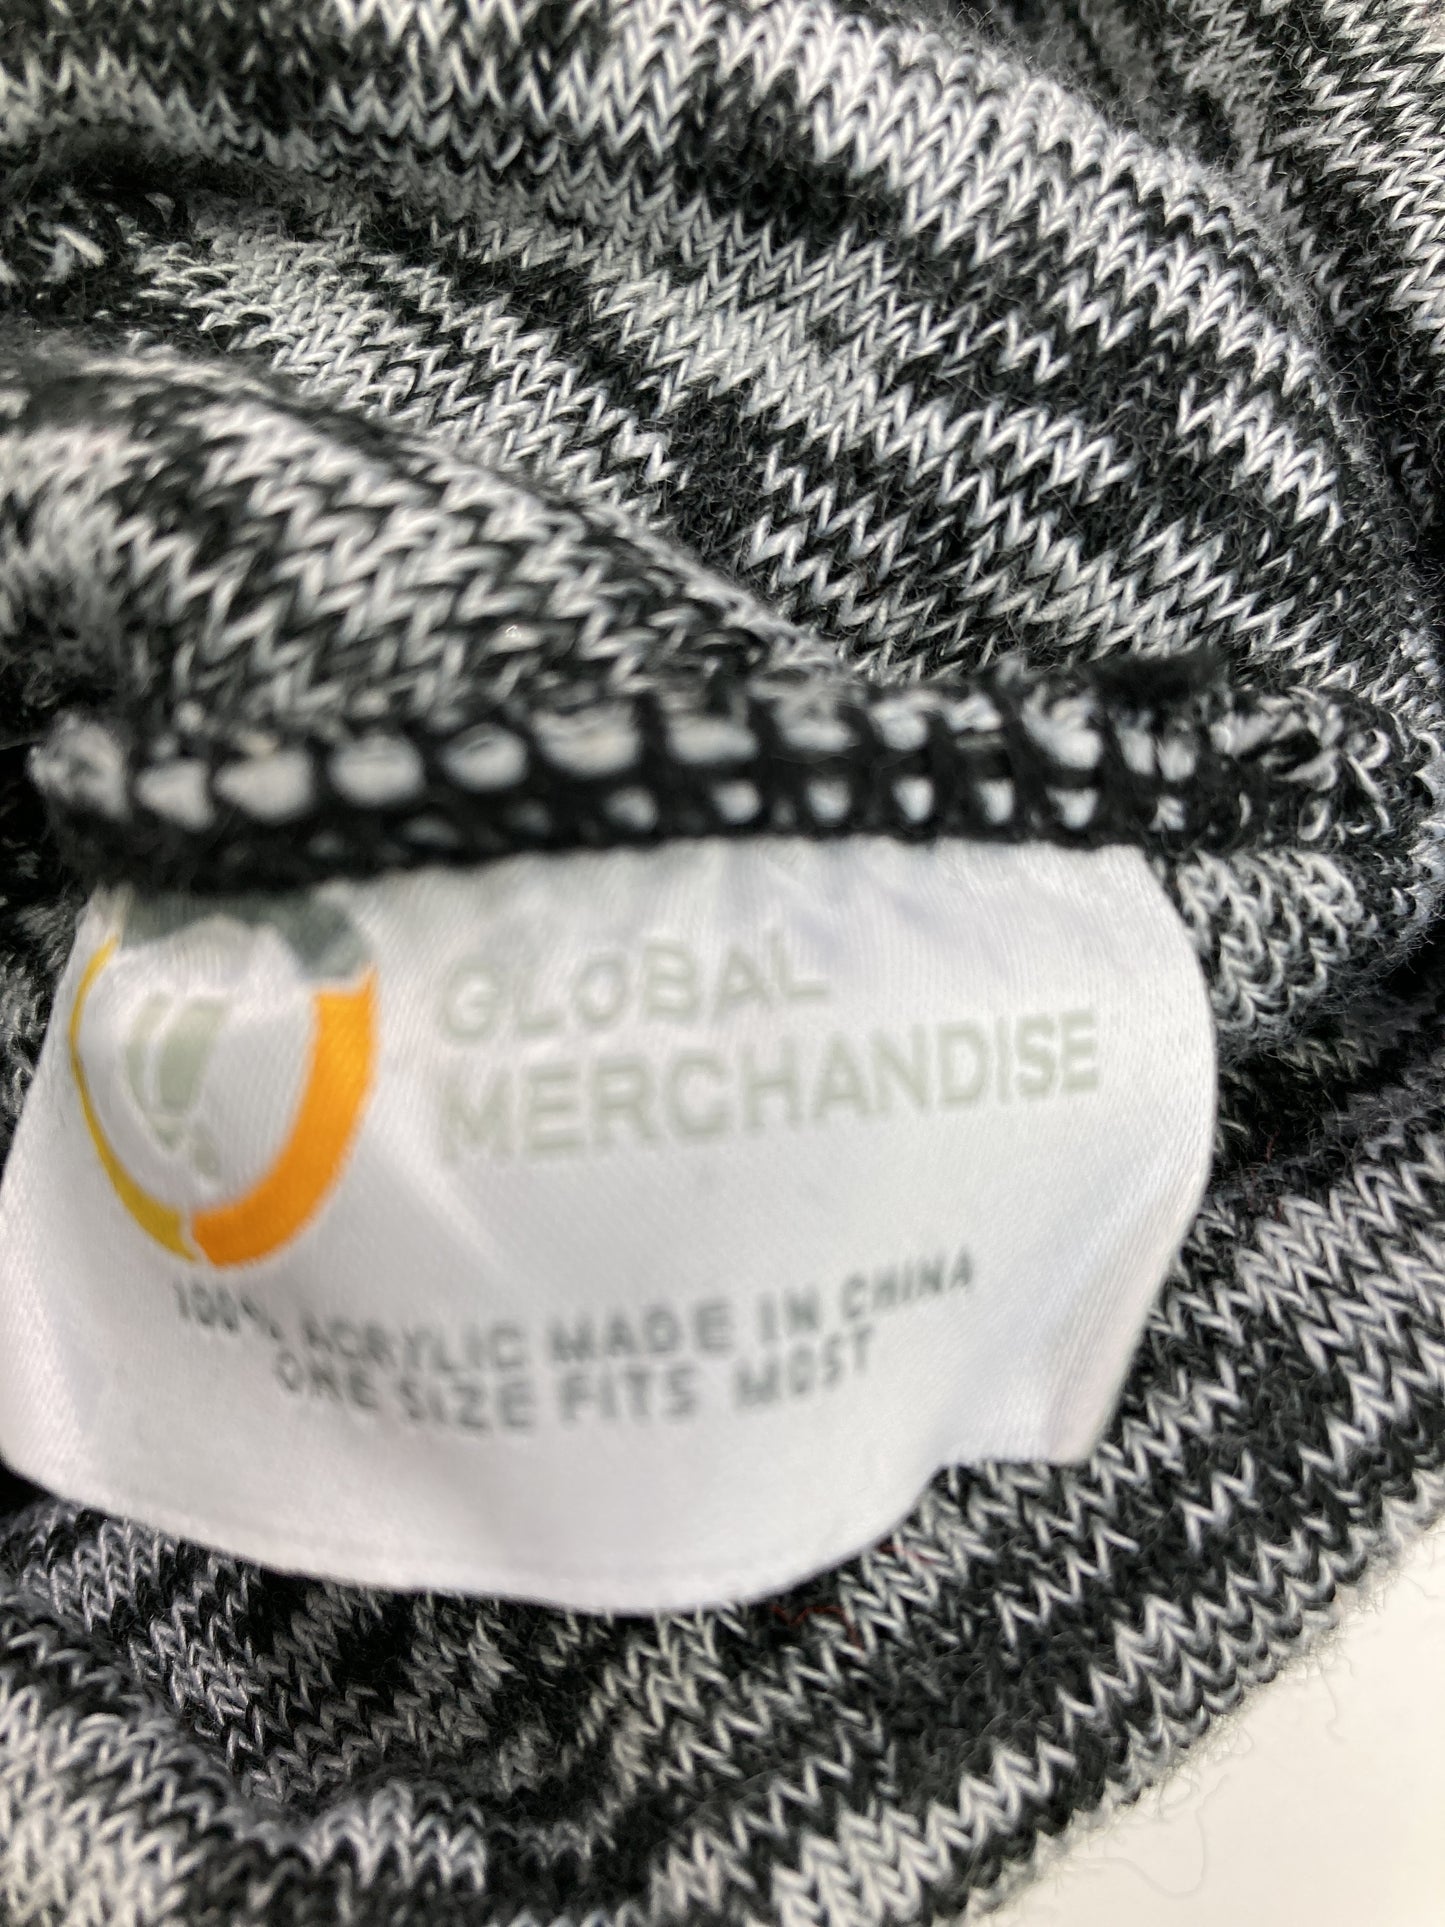 GLOBAL
MERCHANDISE
100% ACRYLIC MADE IN CHINA
ONE SIZE FITS MOST